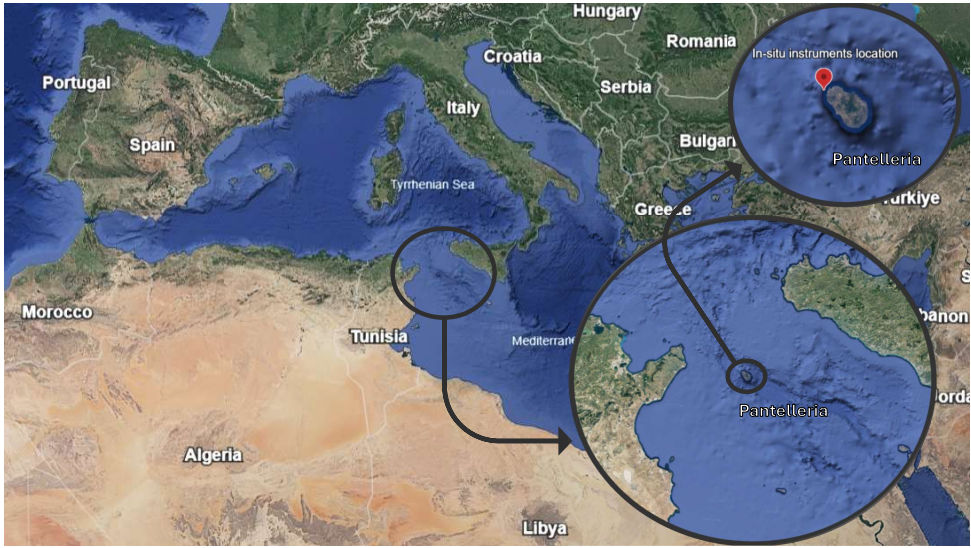 Hungary
Croatia
Romania
In-situ instruments location
Portugal
Italy
Serbia
Spain
Bulgar
Pantelleria
Tyrrhenian Sea
Greece
Türkiye
Morocco
Tunisia
Mediterrane
banon
Jorda
Pantelleria
Algeria
Libya